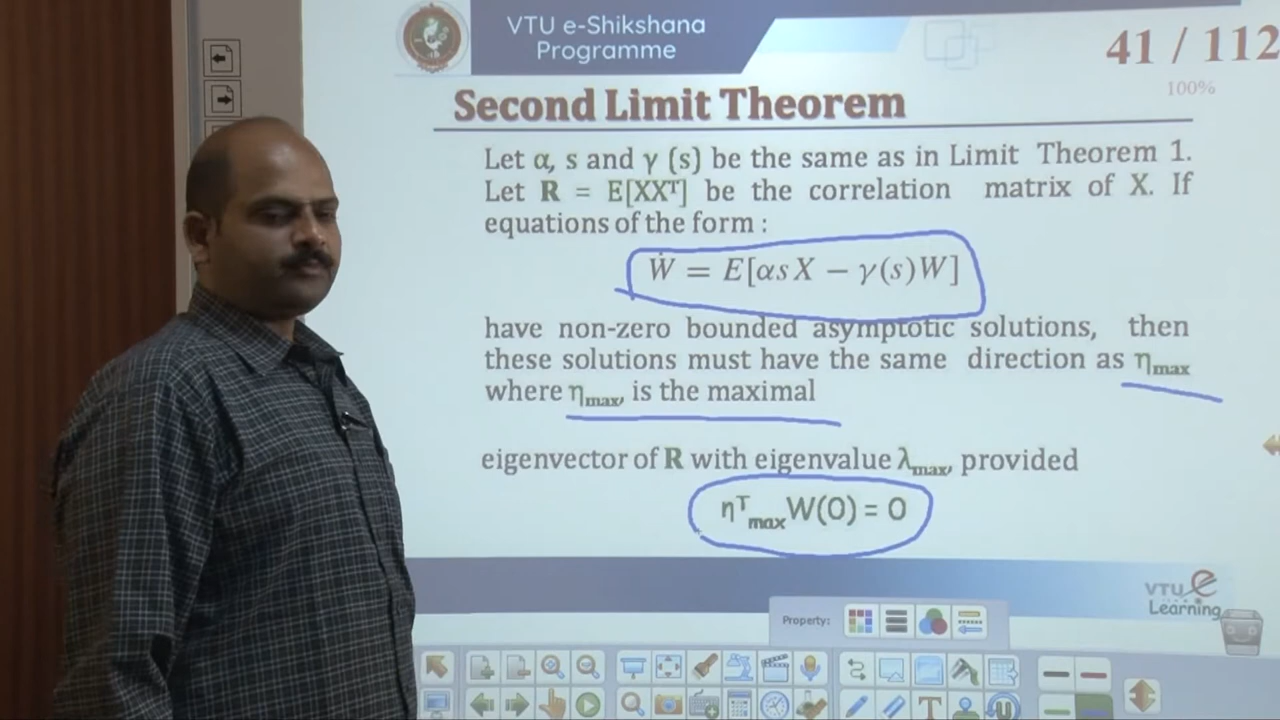 VTU e-Shikshana
Programme
41 / 112
100%
Second Limit Theorem
Let α, s and γ (s) be the same as in Limit Theorem 1.
Let R = E[XXᵀ] be the correlation matrix of X. If
equations of the form :
Ẇ = E[αsX − γ(s)W]
have non-zero bounded asymptotic solutions, then
these solutions must have the same direction as ηmax
where ηmax, is the maximal
eigenvector of R with eigenvalue λmax, provided
ηᵀmaxW(0) = 0
VTU e
Learning
Property: